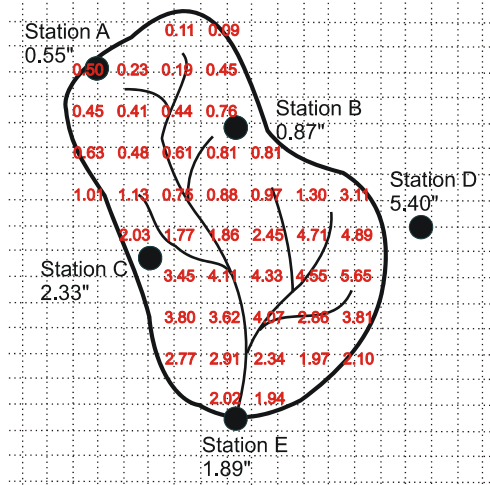 0.11 0.09
Station A
0.55"
0.50 0.23 0.19 0.45
0.45 0.41 0.44 0.76
Station B
0.87"
0.63 0.48 0.61 0.81 0.81
Station D
5.40"
1.01 1.13 0.75 0.88 0.97 1.30 3.11
2.03 1.77 1.86 2.45 4.71 4.89
Station C
2.33"
3.45 4.11 4.33 4.55 5.65
3.80 3.62 4.07 2.86 3.81
2.77 2.91 2.34 1.97 2.10
2.02 1.94
Station E
1.89"